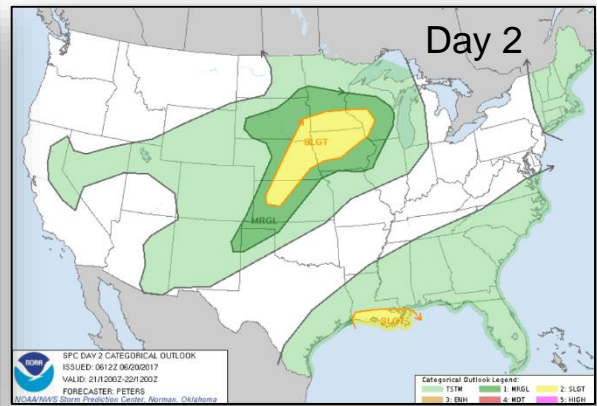 Day 2
SLGT
MRGL
SLGT
NOAA
SPC DAY 2 CATEGORICAL OUTLOOK
ISSUED: 0612Z 06/20/2017
VALID: 21/1200Z-22/1200Z
FORECASTER: PETERS
NOAA/NWS Storm Prediction Center, Norman, Oklahoma
Categorical Outlook Legend:
TSTM 1: MRGL 2: SLGT
3: ENH 4: MDT 5: HIGH